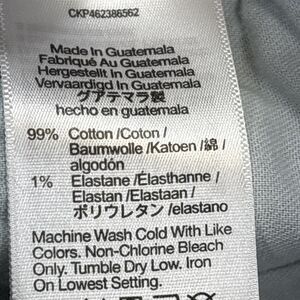 CKP462386562
Made In Guatemala
Fabriqué Au Guatemala
Hergestellt In Guatemala
Vervaardigd In Guatemala
グアテマラ製
hecho en guatemala
99% Cotton /Coton /
Baumwolle /Katoen /綿 /
algodón
1% Elastane /Élasthanne /
Elastan /Elastaan /
ポリウレタン /elastano
Machine Wash Cold With Like
Colors. Non-Chlorine Bleach
Only. Tumble Dry Low. Iron
On Lowest Setting.